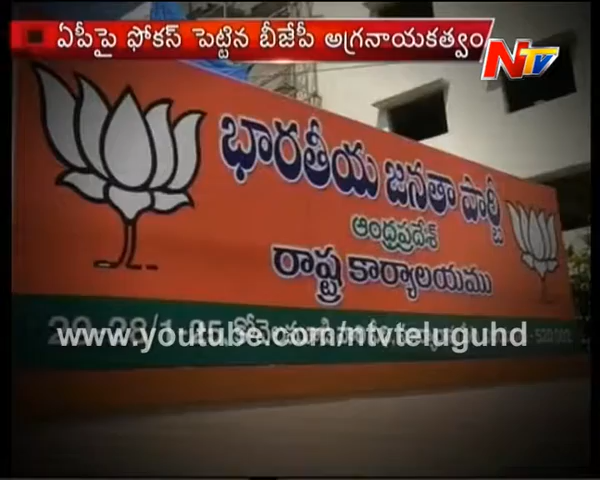 ఏపీపై ఫోకస్ పెట్టిన బీజేపీ అగ్రనాయకత్వం
NTV
భారతీయ జనతా పార్టీ
ఆంధ్రప్రదేశ్
రాష్ట్ర కార్యాలయము
www.youtube.com/ntvteluguhd